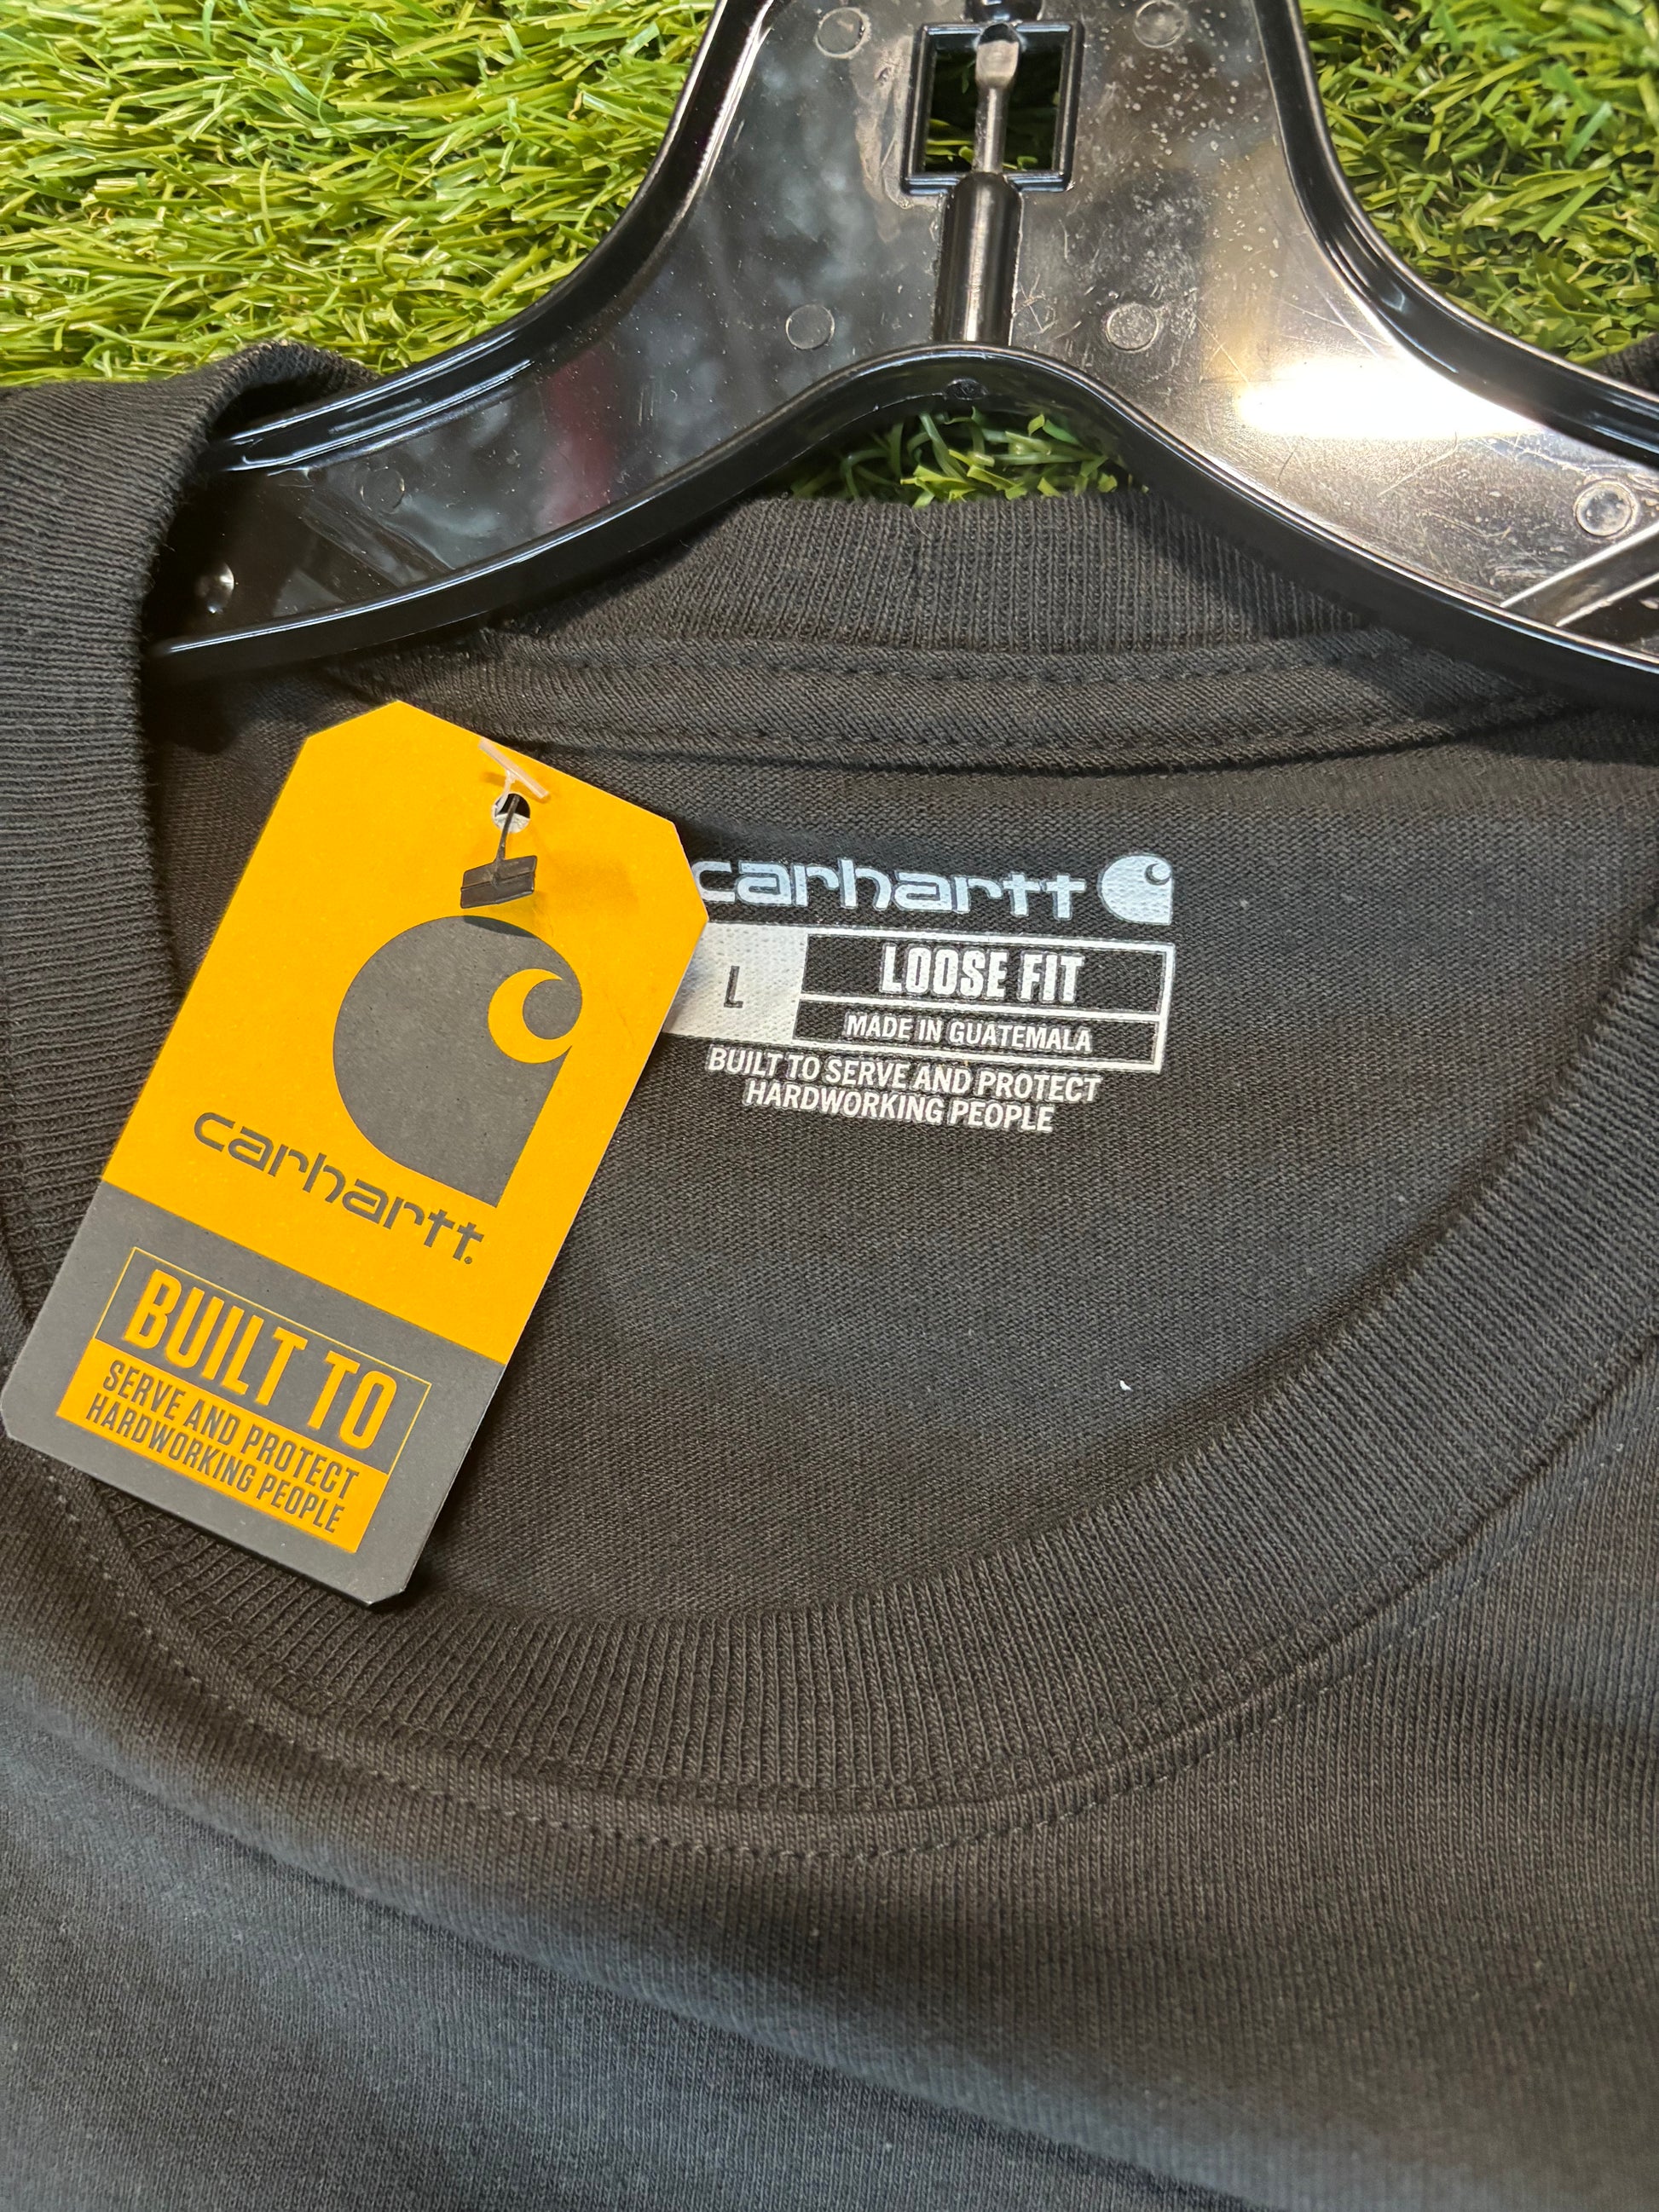 carhartt
L
LOOSE FIT
MADE IN GUATEMALA
BUILT TO SERVE AND PROTECT
HARDWORKING PEOPLE
carhartt.
BUILT TO
SERVE AND PROTECT
HARDWORKING PEOPLE